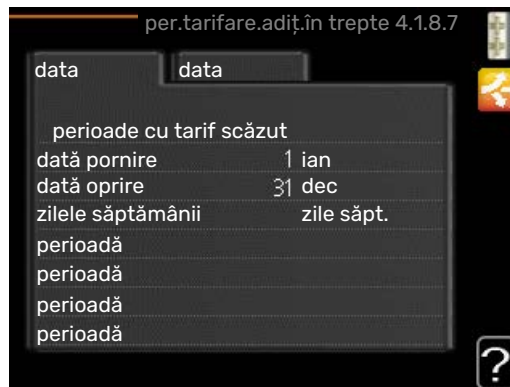 per.tarifare.adiț.în trepte 4.1.8.7
data data
perioade cu tarif scăzut
dată pornire 1 ian
dată oprire 31 dec
zilele săptămânii zile săpt.
perioadă
perioadă
perioadă
perioadă
?